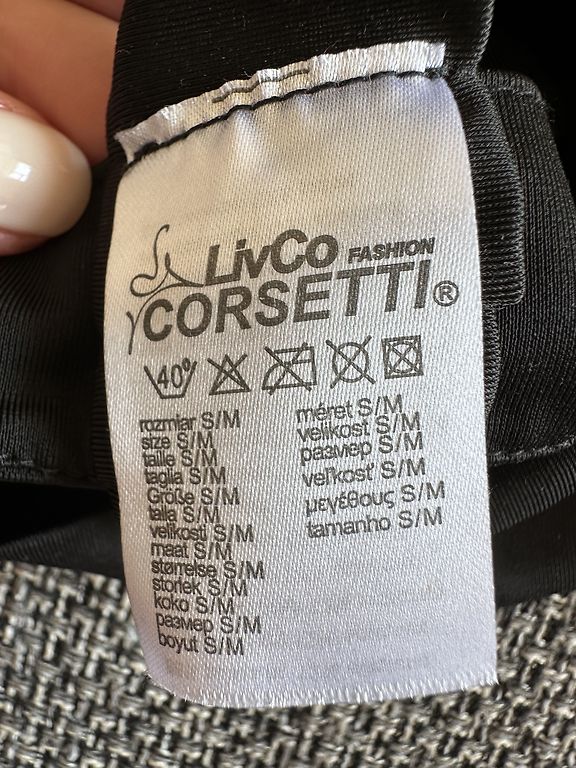 LivCo FASHION
CORSETTI®
40°
rozmiar S/M
size S/M
taille S/M
taglia S/M
Größe S/M
talla S/M
velikosti S/M
maat S/M
størrelse S/M
storlek S/M
koko S/M
размер S/M
boyut S/M
méret S/M
velikost S/M
размер S/M
veľkosť S/M
μεγέθους S/M
tamanho S/M